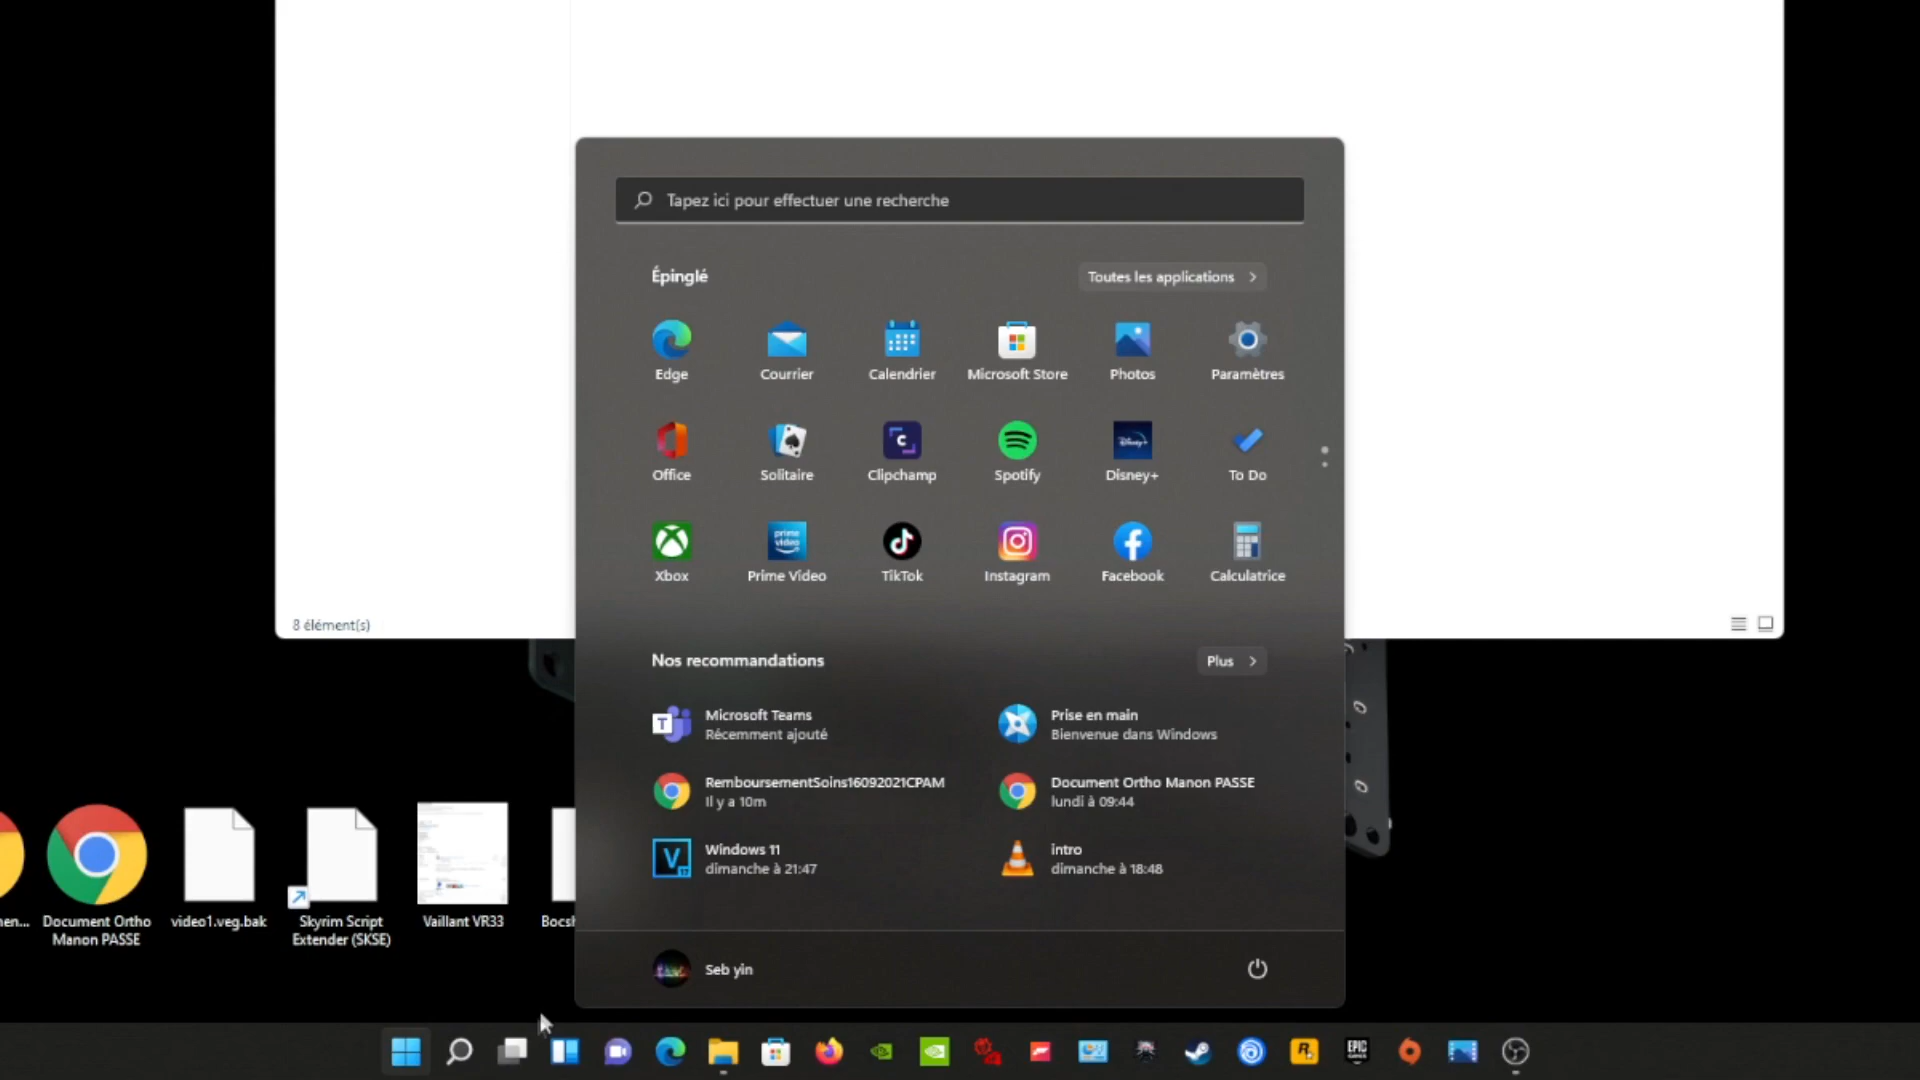 Tapez ici pour effectuer une recherche
Épinglé
Toutes les applications
Edge
Courrier
Calendrier
Microsoft Store
Photos
Paramètres
Office
Solitaire
Clipchamp
Spotify
Disney+
To Do
prime video
Xbox
Prime Video
TikTok
Instagram
Facebook
Calculatrice
8 élément(s)
Nos recommandations
Plus
Microsoft Teams
Récemment ajouté
Prise en main
Bienvenue dans Windows
RemboursementSoins16092021CPAM
Il y a 10m
Document Ortho Manon PASSE
lundi à 09:44
Windows 11
dimanche à 21:47
intro
dimanche à 18:48
Document Ortho
Manon PASSE
video1.veg.bak
Skyrim Script
Extender (SKSE)
Vaillant VR33
Seb yin
EPIC
GAMES